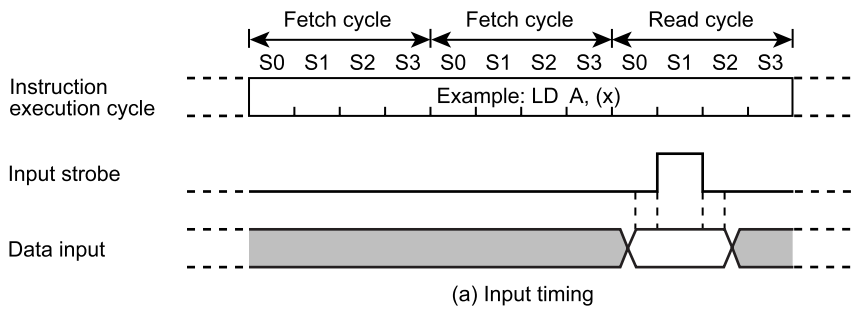 Fetch cycle Fetch cycle Read cycle
S0 S1 S2 S3 S0 S1 S2 S3 S0 S1 S2 S3
Instruction
execution cycle
Example: LD A, (x)
Input strobe
Data input
(a) Input timing